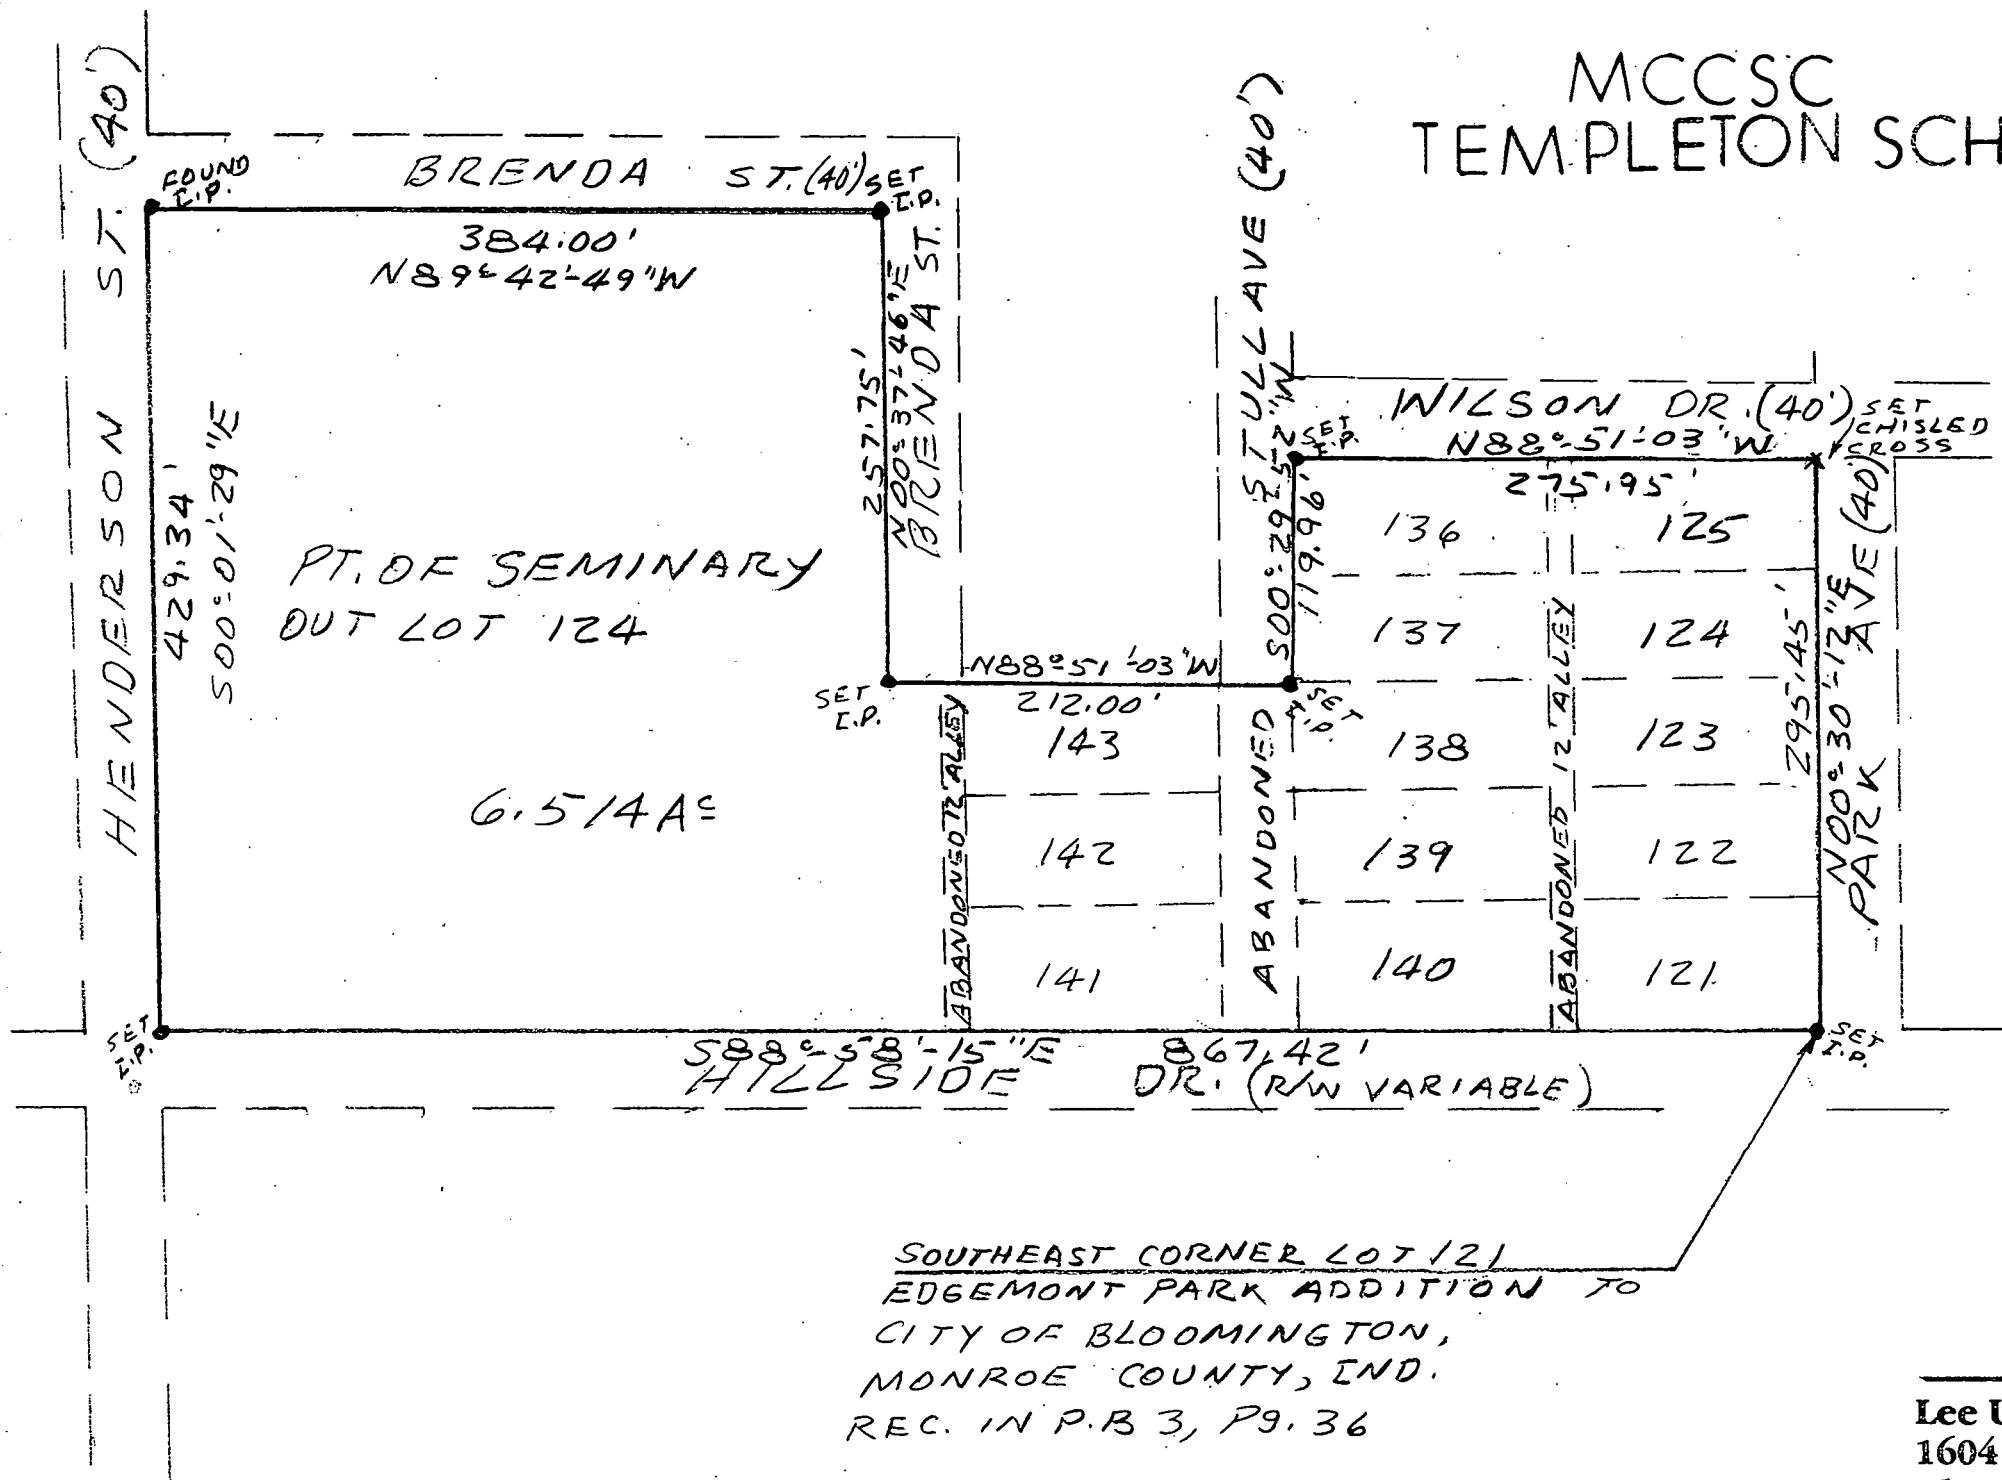 MCCSC
TEMPLETON SCH
HENDERSON ST. (40')
FOUND
I.P.
BRENDA ST. (40')
SET
I.P.
384.00'
N89°-42'-49"W
257.75'
N00°-37'-46"E
BRENDA ST.
STULL AVE (40')
S00°-29'-52"W
119.96'
WILSON DR. (40')
SET
CHISLED
CROSS
SET
I.P.
N88°-51'-03"W
275.95'
429.34'
S00°-01'-29"E
PT. OF SEMINARY
OUT LOT 124
6.514 Ac
136
125
137
124
138
123
139
122
140
121
143
142
141
N88°-51'-03"W
212.00'
SET
I.P.
SET
I.P.
ABANDONED 12' ALLEY
ABANDONED
ABANDONED 12' ALLEY
295.45'
N00°-30'-12"E
PARK AVE (40')
SET
I.P.
SET
I.P.
S88°-58'-15"E 867.42'
HILLSIDE DR. (R/W VARIABLE)
SOUTHEAST CORNER LOT 121
EDGEMONT PARK ADDITION TO
CITY OF BLOOMINGTON,
MONROE COUNTY, IND.
REC. IN P.B 3, Pg. 36
Lee U
1604